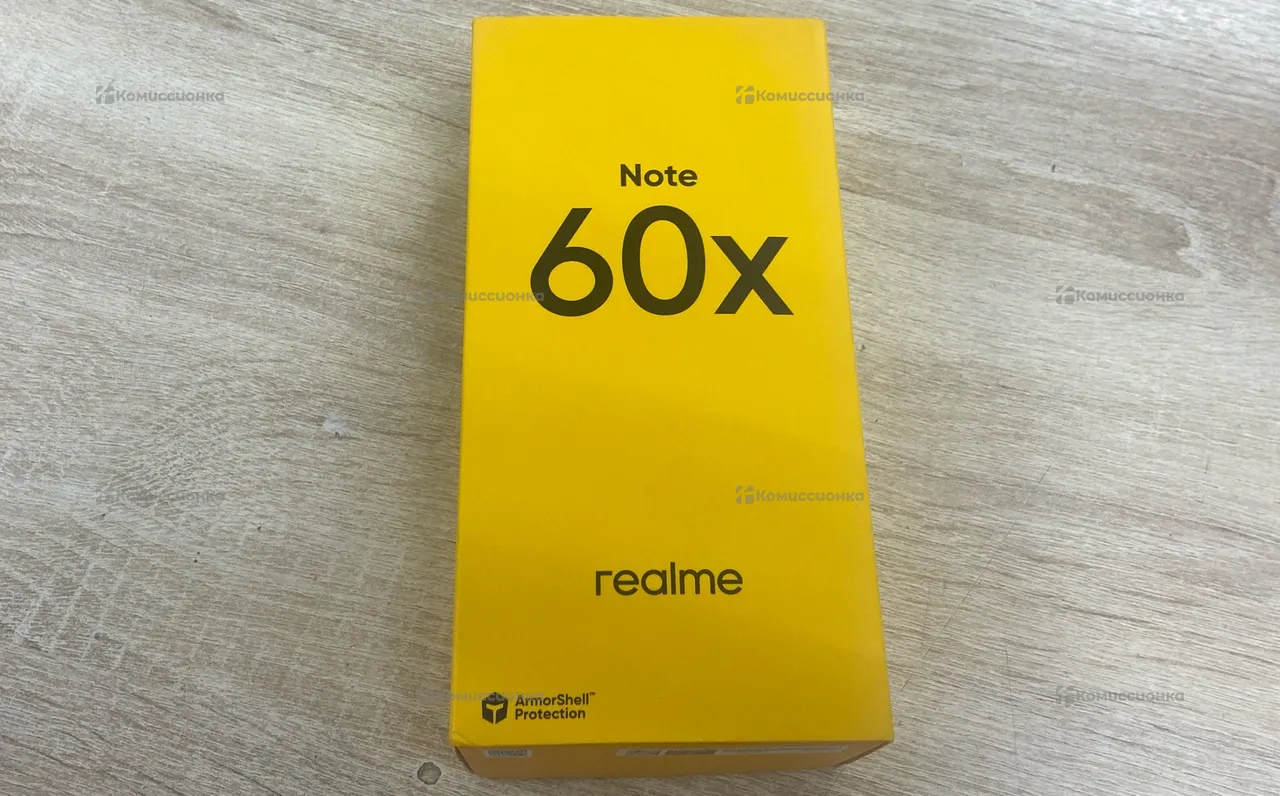 Комиссионка
Комиссионка
Note
60x
Комиссионка
Комиссионка
Комиссионка
Комиссионка
realme
Комиссионка
ArmorShell™
Protection